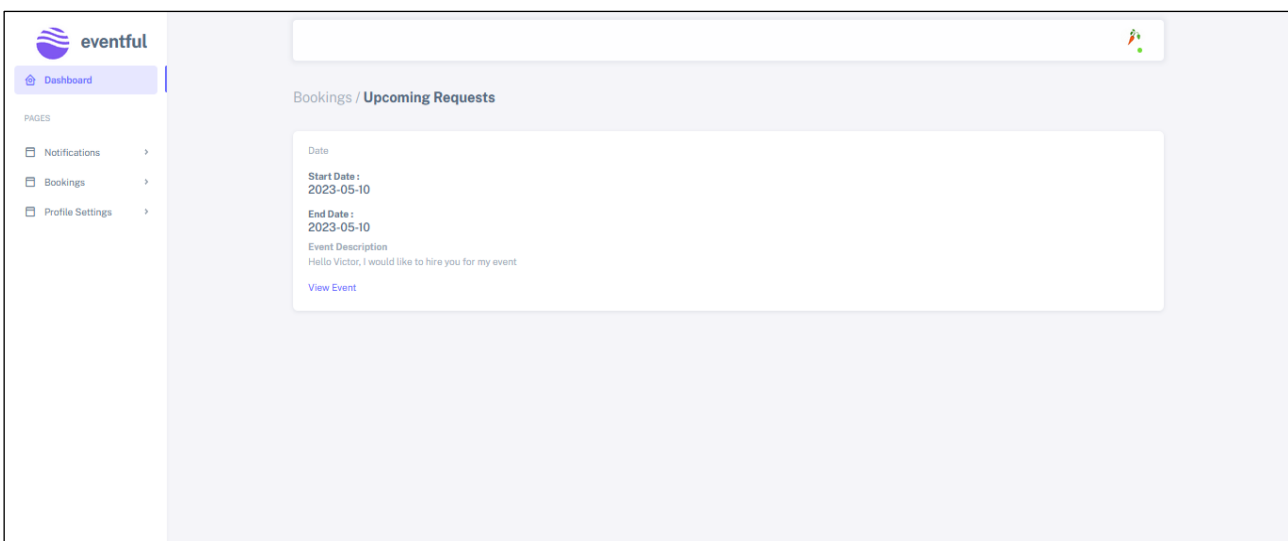 eventful
Dashboard
PAGES
Notifications
Bookings
Profile Settings
Bookings / Upcoming Requests
Date
Start Date :
2023-05-10
End Date :
2023-05-10
Event Description
Hello Victor, I would like to hire you for my event
View Event